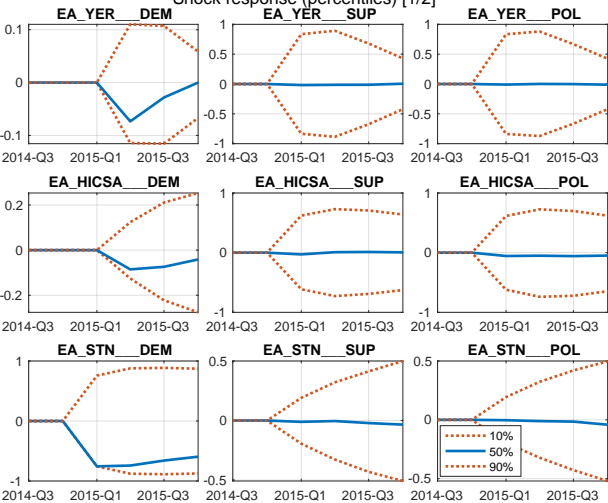 Shock response (percentiles) [1/2]
EA_YER___DEM EA_YER___SUP EA_YER___POL
0.1 1 1
0.5 0.5
0 0 0
-0.5 -0.5
-0.1 -1 -1
2014-Q3 2015-Q1 2015-Q3 2014-Q3 2015-Q1 2015-Q3 2014-Q3 2015-Q1 2015-Q3
EA_HICSA___DEM EA_HICSA___SUP EA_HICSA___POL
0.2 1 1
0 0 0
-0.2 -1 -1
2014-Q3 2015-Q1 2015-Q3 2014-Q3 2015-Q1 2015-Q3 2014-Q3 2015-Q1 2015-Q3
EA_STN___DEM EA_STN___SUP EA_STN___POL
1 0.5 0.5
0 0 0
10%
50%
90%
-1 -0.5 -0.5
2014-Q3 2015-Q1 2015-Q3 2014-Q3 2015-Q1 2015-Q3 2014-Q3 2015-Q1 2015-Q3